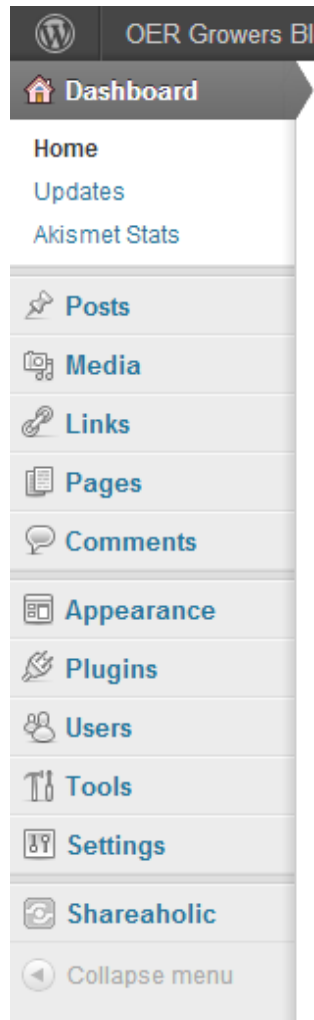 OER Growers Bl
Dashboard
Home
Updates
Akismet Stats
Posts
Media
Links
Pages
Comments
Appearance
Plugins
Users
Tools
Settings
Shareaholic
Collapse menu